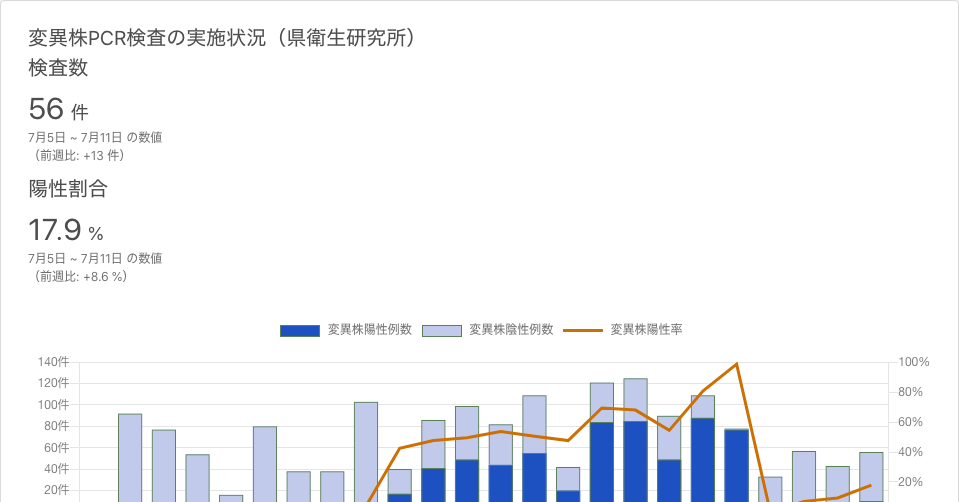 変異株PCR検査の実施状況（県衛生研究所）
検査数
56 件
7月5日 ~ 7月11日 の数値
（前週比: +13 件）
陽性割合
17.9 %
7月5日 ~ 7月11日 の数値
（前週比: +8.6 %）
変異株陽性例数 変異株陰性例数 変異株陽性率
140件 100%
120件 80%
100件
80件 60%
60件 40%
40件
20件 20%